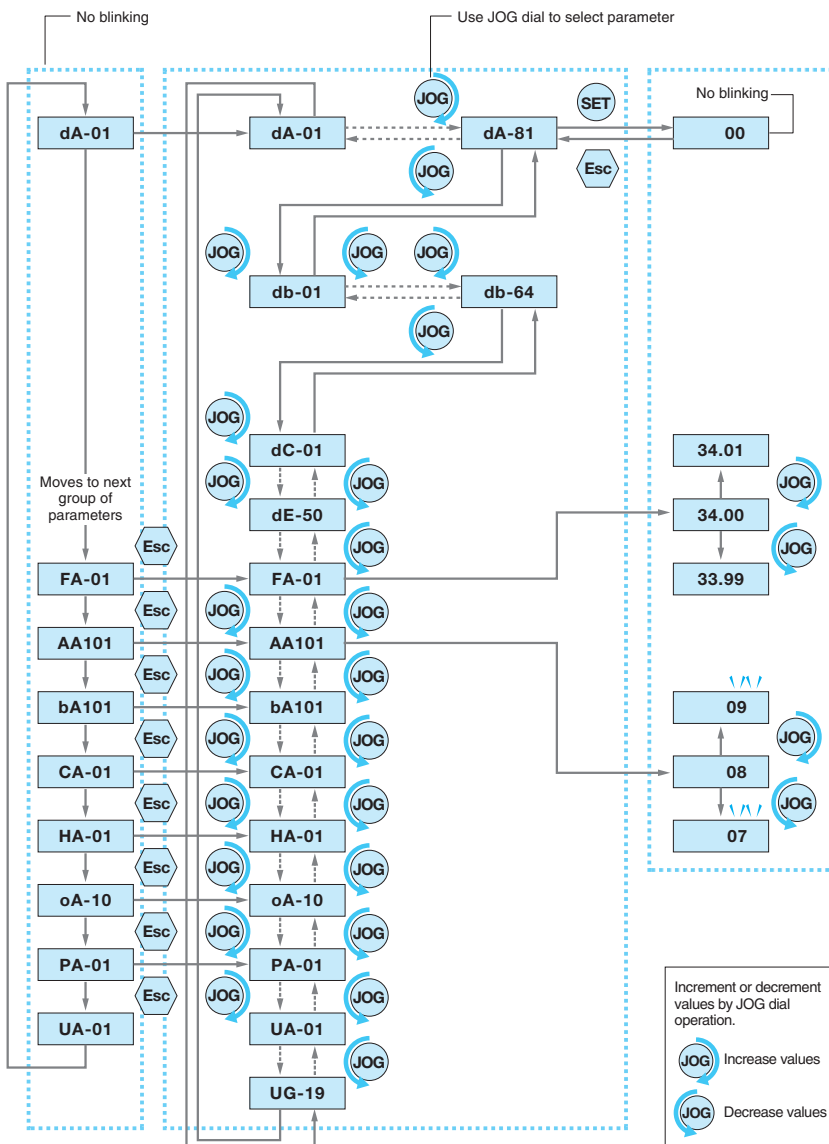 No blinking
Use JOG dial to select parameter
JOG
SET
No blinking
dA-01
dA-01
dA-81
00
JOG
Esc
JOG
JOG
JOG
db-01
db-64
JOG
JOG
dC-01
34.01
Moves to next
group of
parameters
JOG
JOG
JOG
dE-50
34.00
Esc
JOG
JOG
FA-01
FA-01
33.99
Esc
JOG
JOG
AA101
AA101
Esc
JOG
JOG
bA101
bA101
09
Esc
JOG
JOG
JOG
CA-01
CA-01
08
Esc
JOG
JOG
JOG
HA-01
HA-01
07
Esc
JOG
JOG
oA-10
oA-10
Esc
JOG
JOG
PA-01
PA-01
Esc
JOG
JOG
UA-01
UA-01
JOG
UG-19
Increment or decrement
values by JOG dial
operation.
JOG Increase values
JOG Decrease values